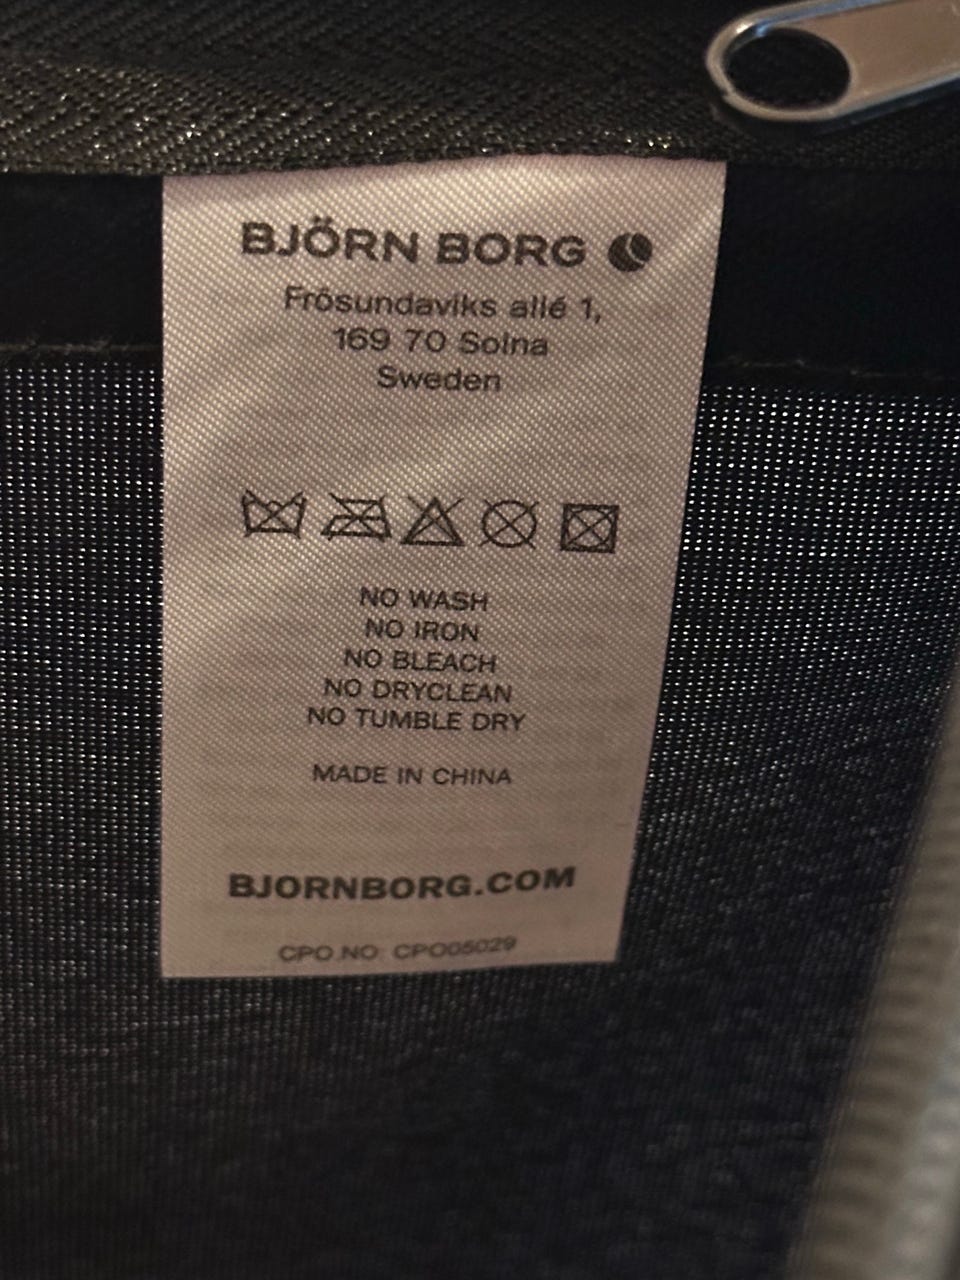 BJÖRN BORG
Frösundaviks allé 1,
169 70 Solna
Sweden
NO WASH
NO IRON
NO BLEACH
NO DRYCLEAN
NO TUMBLE DRY
MADE IN CHINA
BJORNBORG.COM
CPO NO: CPO05029